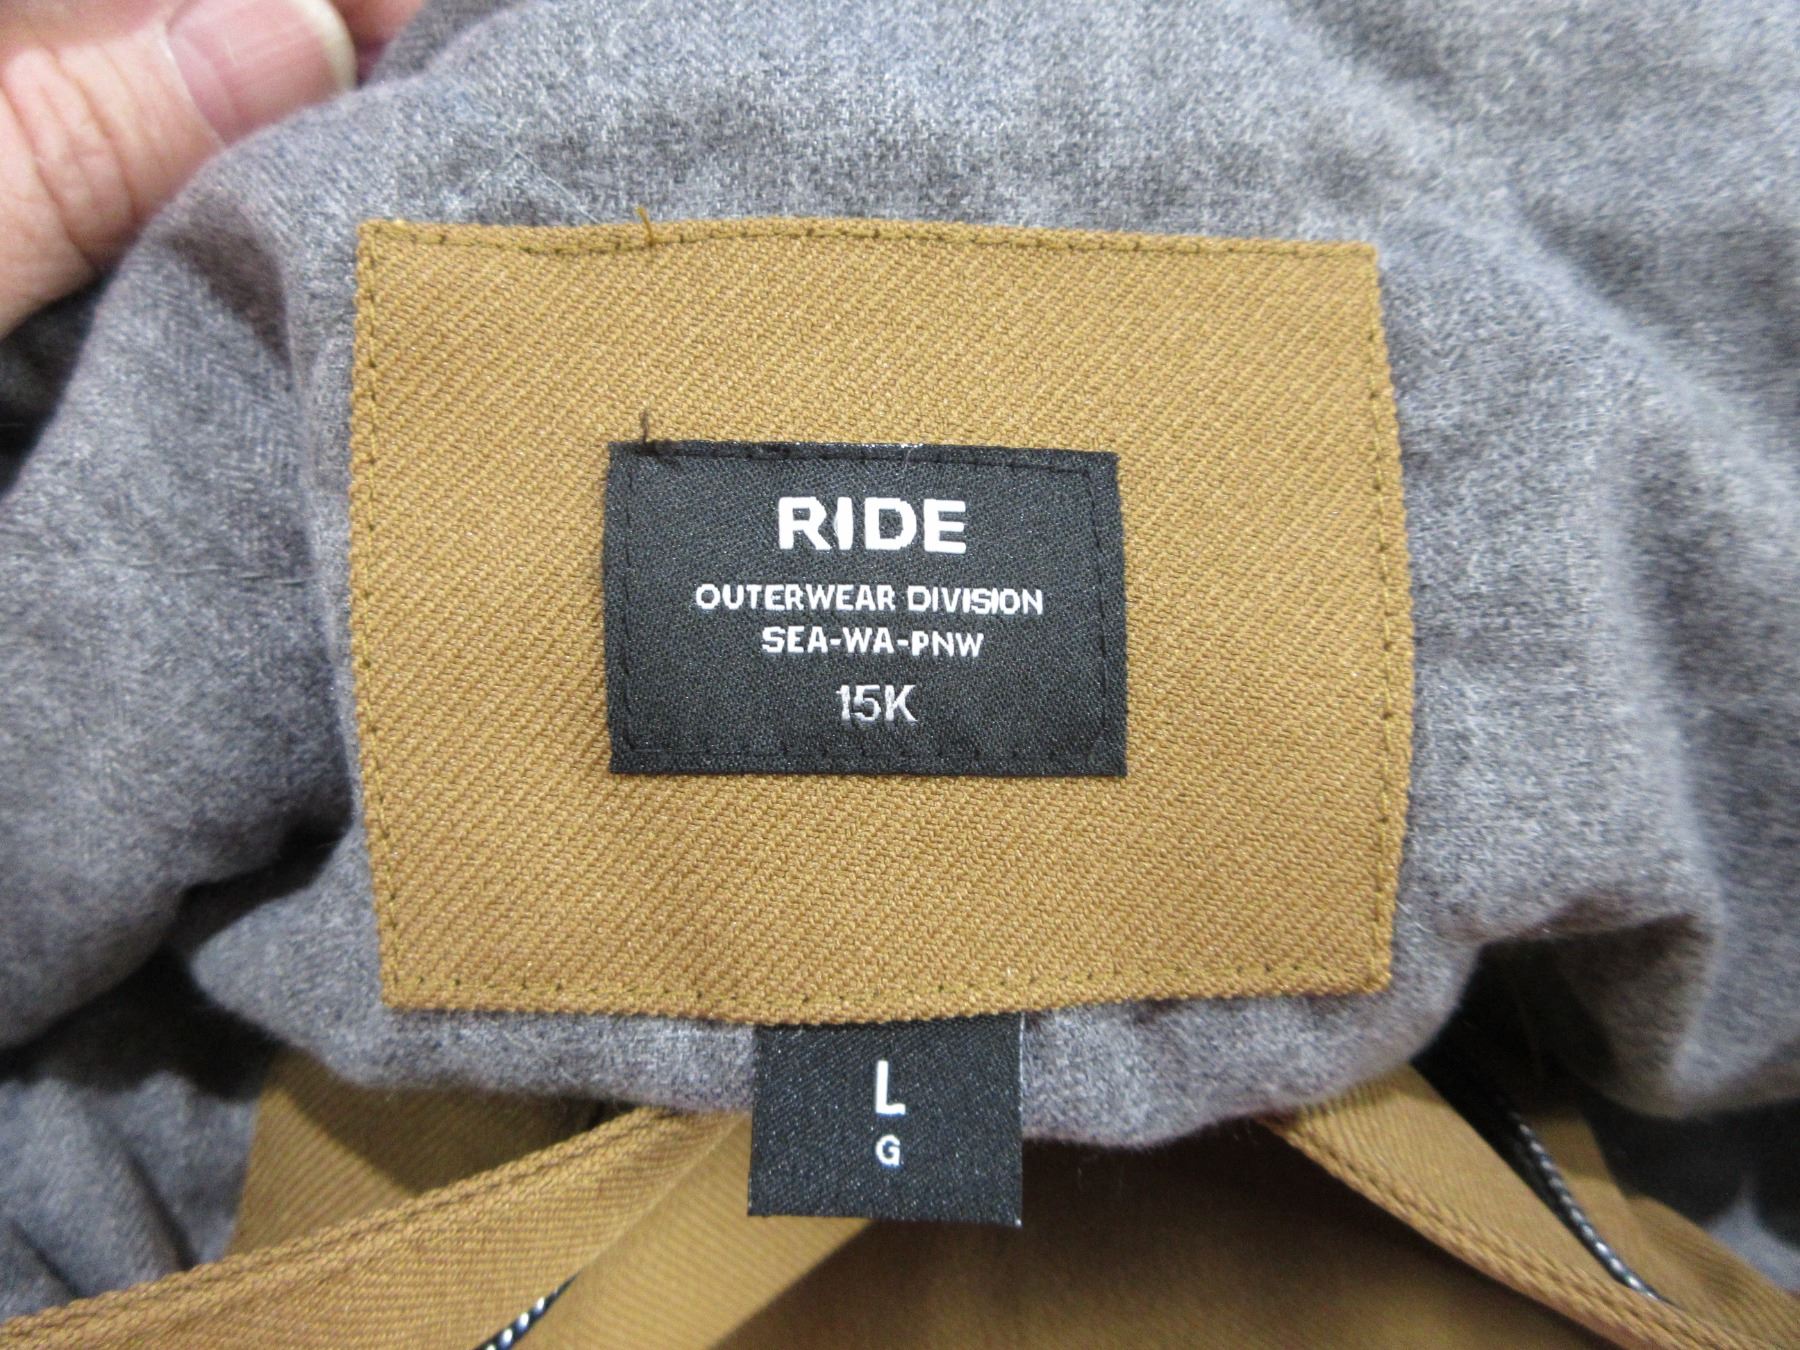 RIDE
OUTERWEAR DIVISION
SEA-WA-PNW
15K
L
G